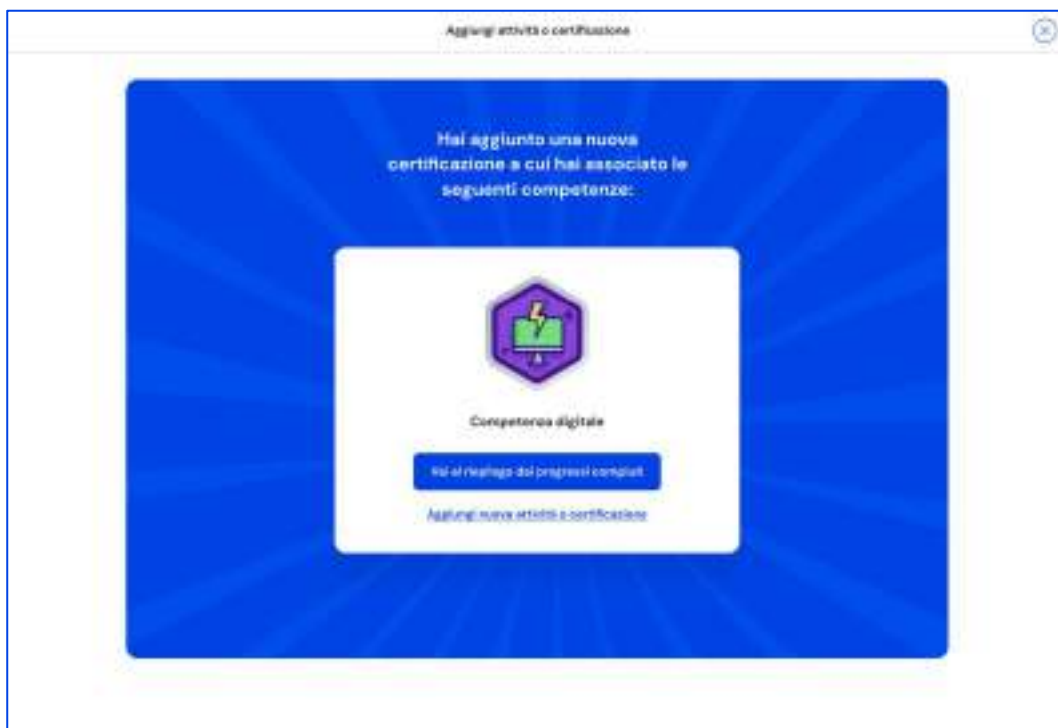 Aggiungi attività o certificazione
Hai aggiunto una nuova
certificazione a cui hai associato le
seguenti competenze:
Competenza digitale
Vai al riepilogo dei progressi compiuti
Aggiungi nuova attività o certificazione